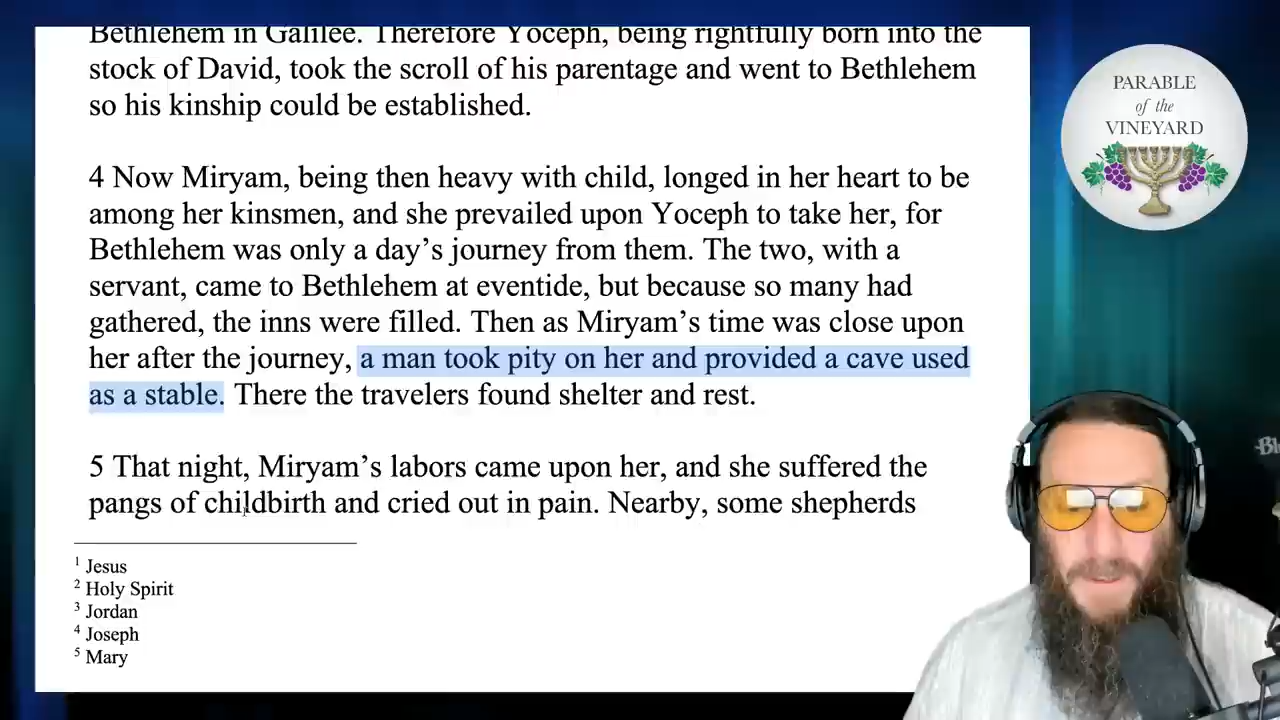 Bethlehem in Galilee. Therefore Yoceph, being rightfully born into the
stock of David, took the scroll of his parentage and went to Bethlehem
so his kinship could be established.
4 Now Miryam, being then heavy with child, longed in her heart to be
among her kinsmen, and she prevailed upon Yoceph to take her, for
Bethlehem was only a day’s journey from them. The two, with a
servant, came to Bethlehem at eventide, but because so many had
gathered, the inns were filled. Then as Miryam’s time was close upon
her after the journey, a man took pity on her and provided a cave used
as a stable. There the travelers found shelter and rest.
5 That night, Miryam’s labors came upon her, and she suffered the
pangs of childbirth and cried out in pain. Nearby, some shepherds
1 Jesus
2 Holy Spirit
3 Jordan
4 Joseph
5 Mary
PARABLE
of the
VINEYARD